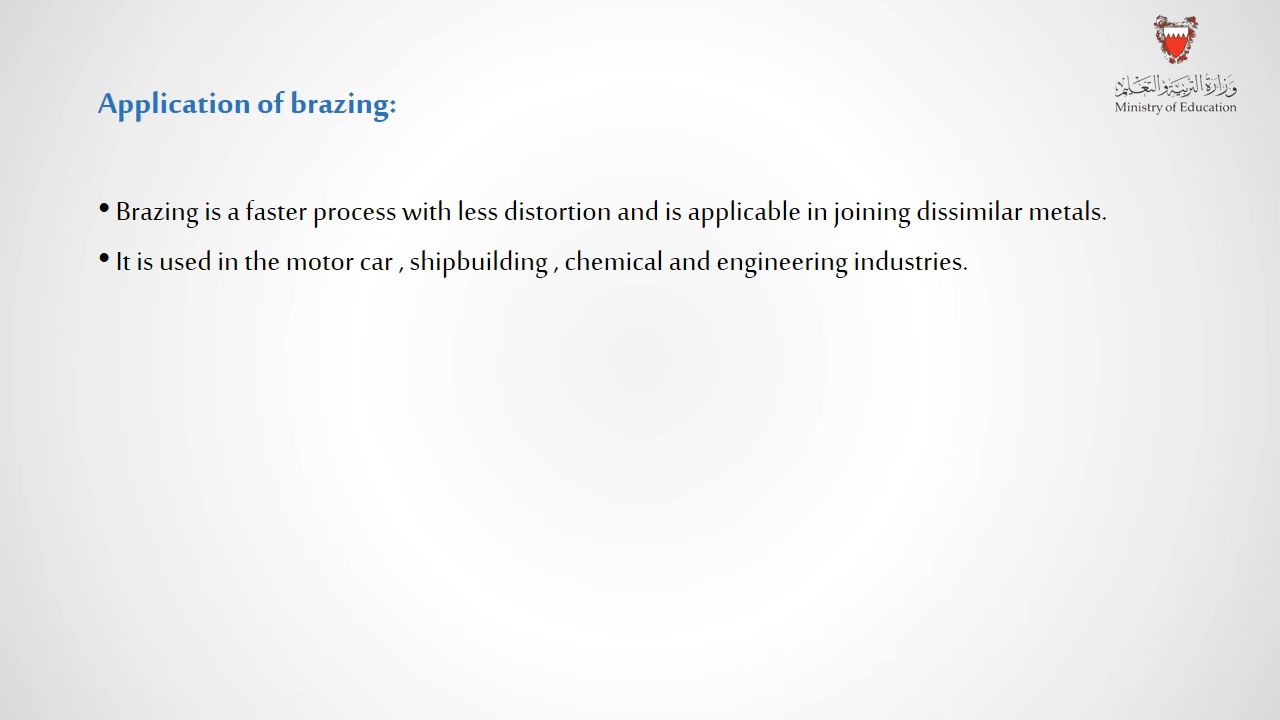 وزارة التربية والتعليم
Ministry of Education
Application of brazing:
• Brazing is a faster process with less distortion and is applicable in joining dissimilar metals.
• It is used in the motor car , shipbuilding , chemical and engineering industries.